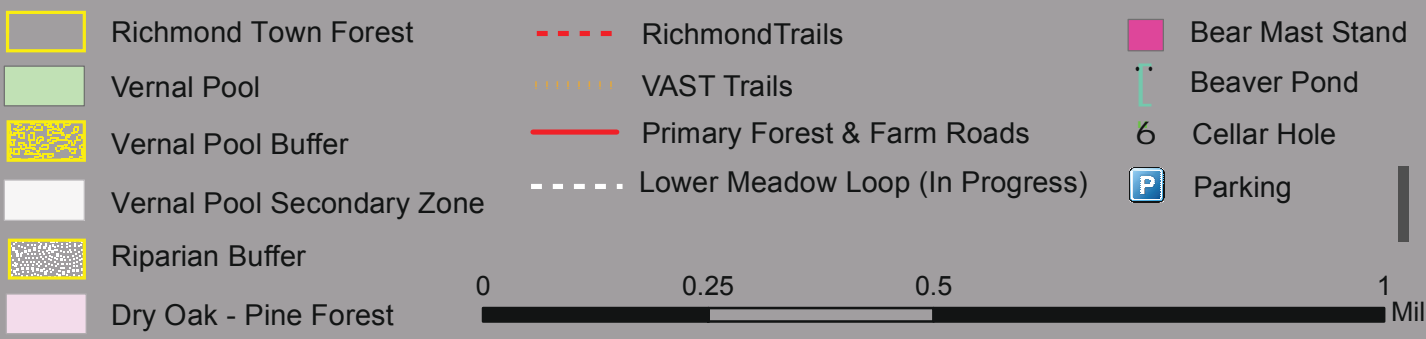 Richmond Town Forest
Vernal Pool
Vernal Pool Buffer
Vernal Pool Secondary Zone
Riparian Buffer
Dry Oak - Pine Forest
RichmondTrails
VAST Trails
Primary Forest & Farm Roads
Lower Meadow Loop (In Progress)
Bear Mast Stand
Beaver Pond
6 Cellar Hole
P Parking
0 0.25 0.5 1
Mil